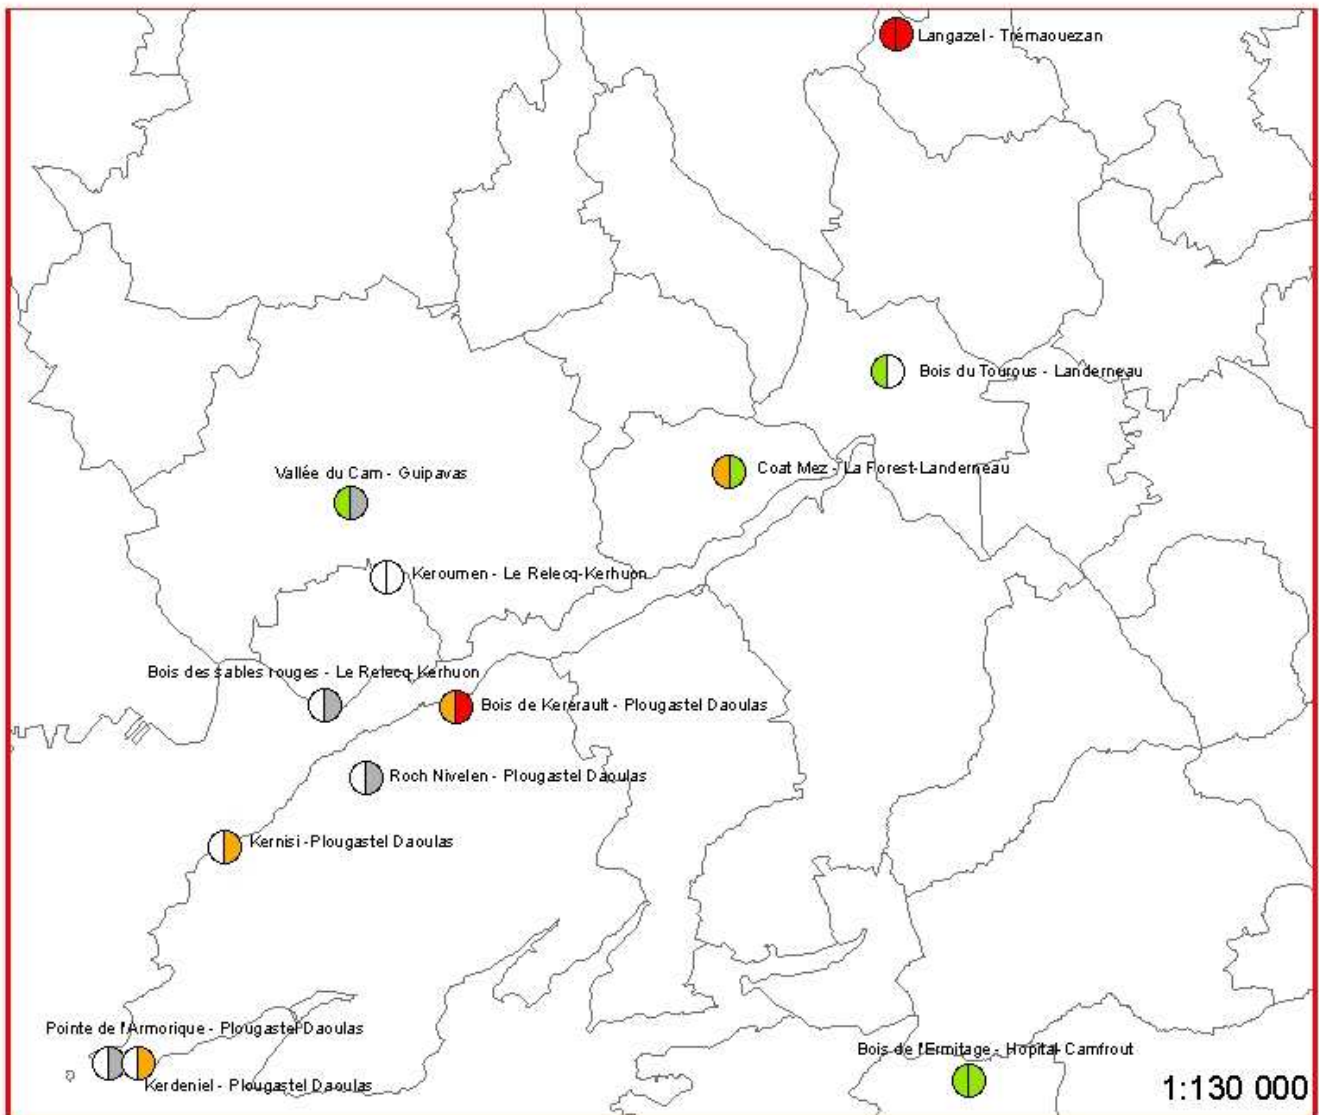 Langazel - Trémaouezan
Bois du Tourous - Landerneau
Coat Mez - La Forest-Landerneau
Vallée du Cam - Guipavas
Keroumen - Le Relecq-Kerhuon
Bois des sables rouges - Le Relecq-Kerhuon
Bois de Kererault - Plougastel Daoulas
Roch Nivelen - Plougastel Daoulas
Kernisi - Plougastel Daoulas
Pointe de l'Armorique - Plougastel Daoulas
Bois de l'Ermitage - Hopital-Camfrout
Kerdeniel - Plougastel Daoulas
1:130 000